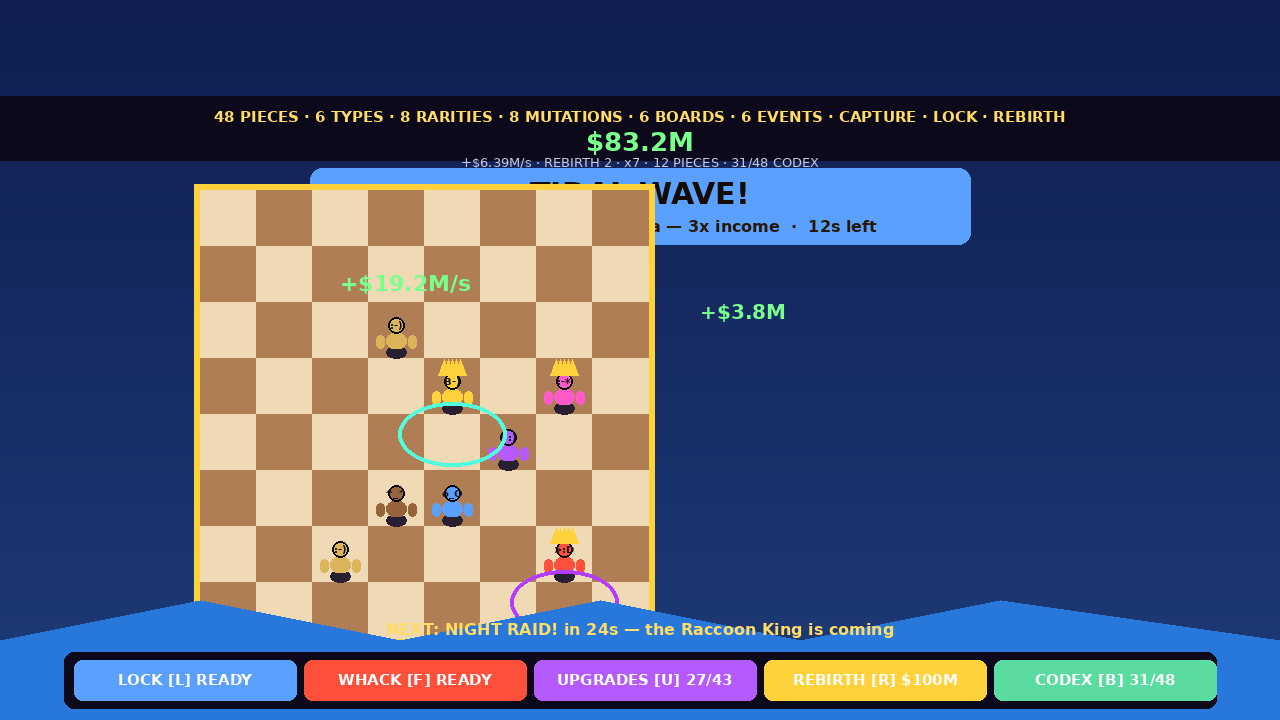 48 PIECES · 6 TYPES · 8 RARITIES · 8 MUTATIONS · 6 BOARDS · 6 EVENTS · CAPTURE · LOCK · REBIRTH
$83.2M
+$6.39M/s · REBIRTH 2 · x7 · 12 PIECES · 31/48 CODEX
WAVE!
— 3x income · 12s left
+$19.2M/s
+$3.8M
NEXT: NIGHT RAID! in 24s — the Raccoon King is coming
LOCK [L] READY
WHACK [F] READY
UPGRADES [U] 27/43
REBIRTH [R] $100M
CODEX [B] 31/48